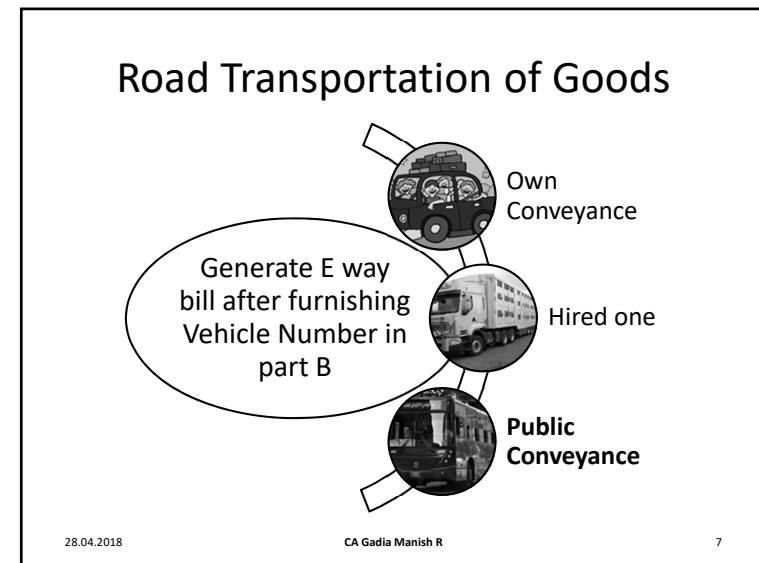 Road Transportation of Goods
Own
Conveyance
Generate E way
bill after furnishing
Vehicle Number in
part B
Hired one
Public
Conveyance
28.04.2018
CA Gadia Manish R
7